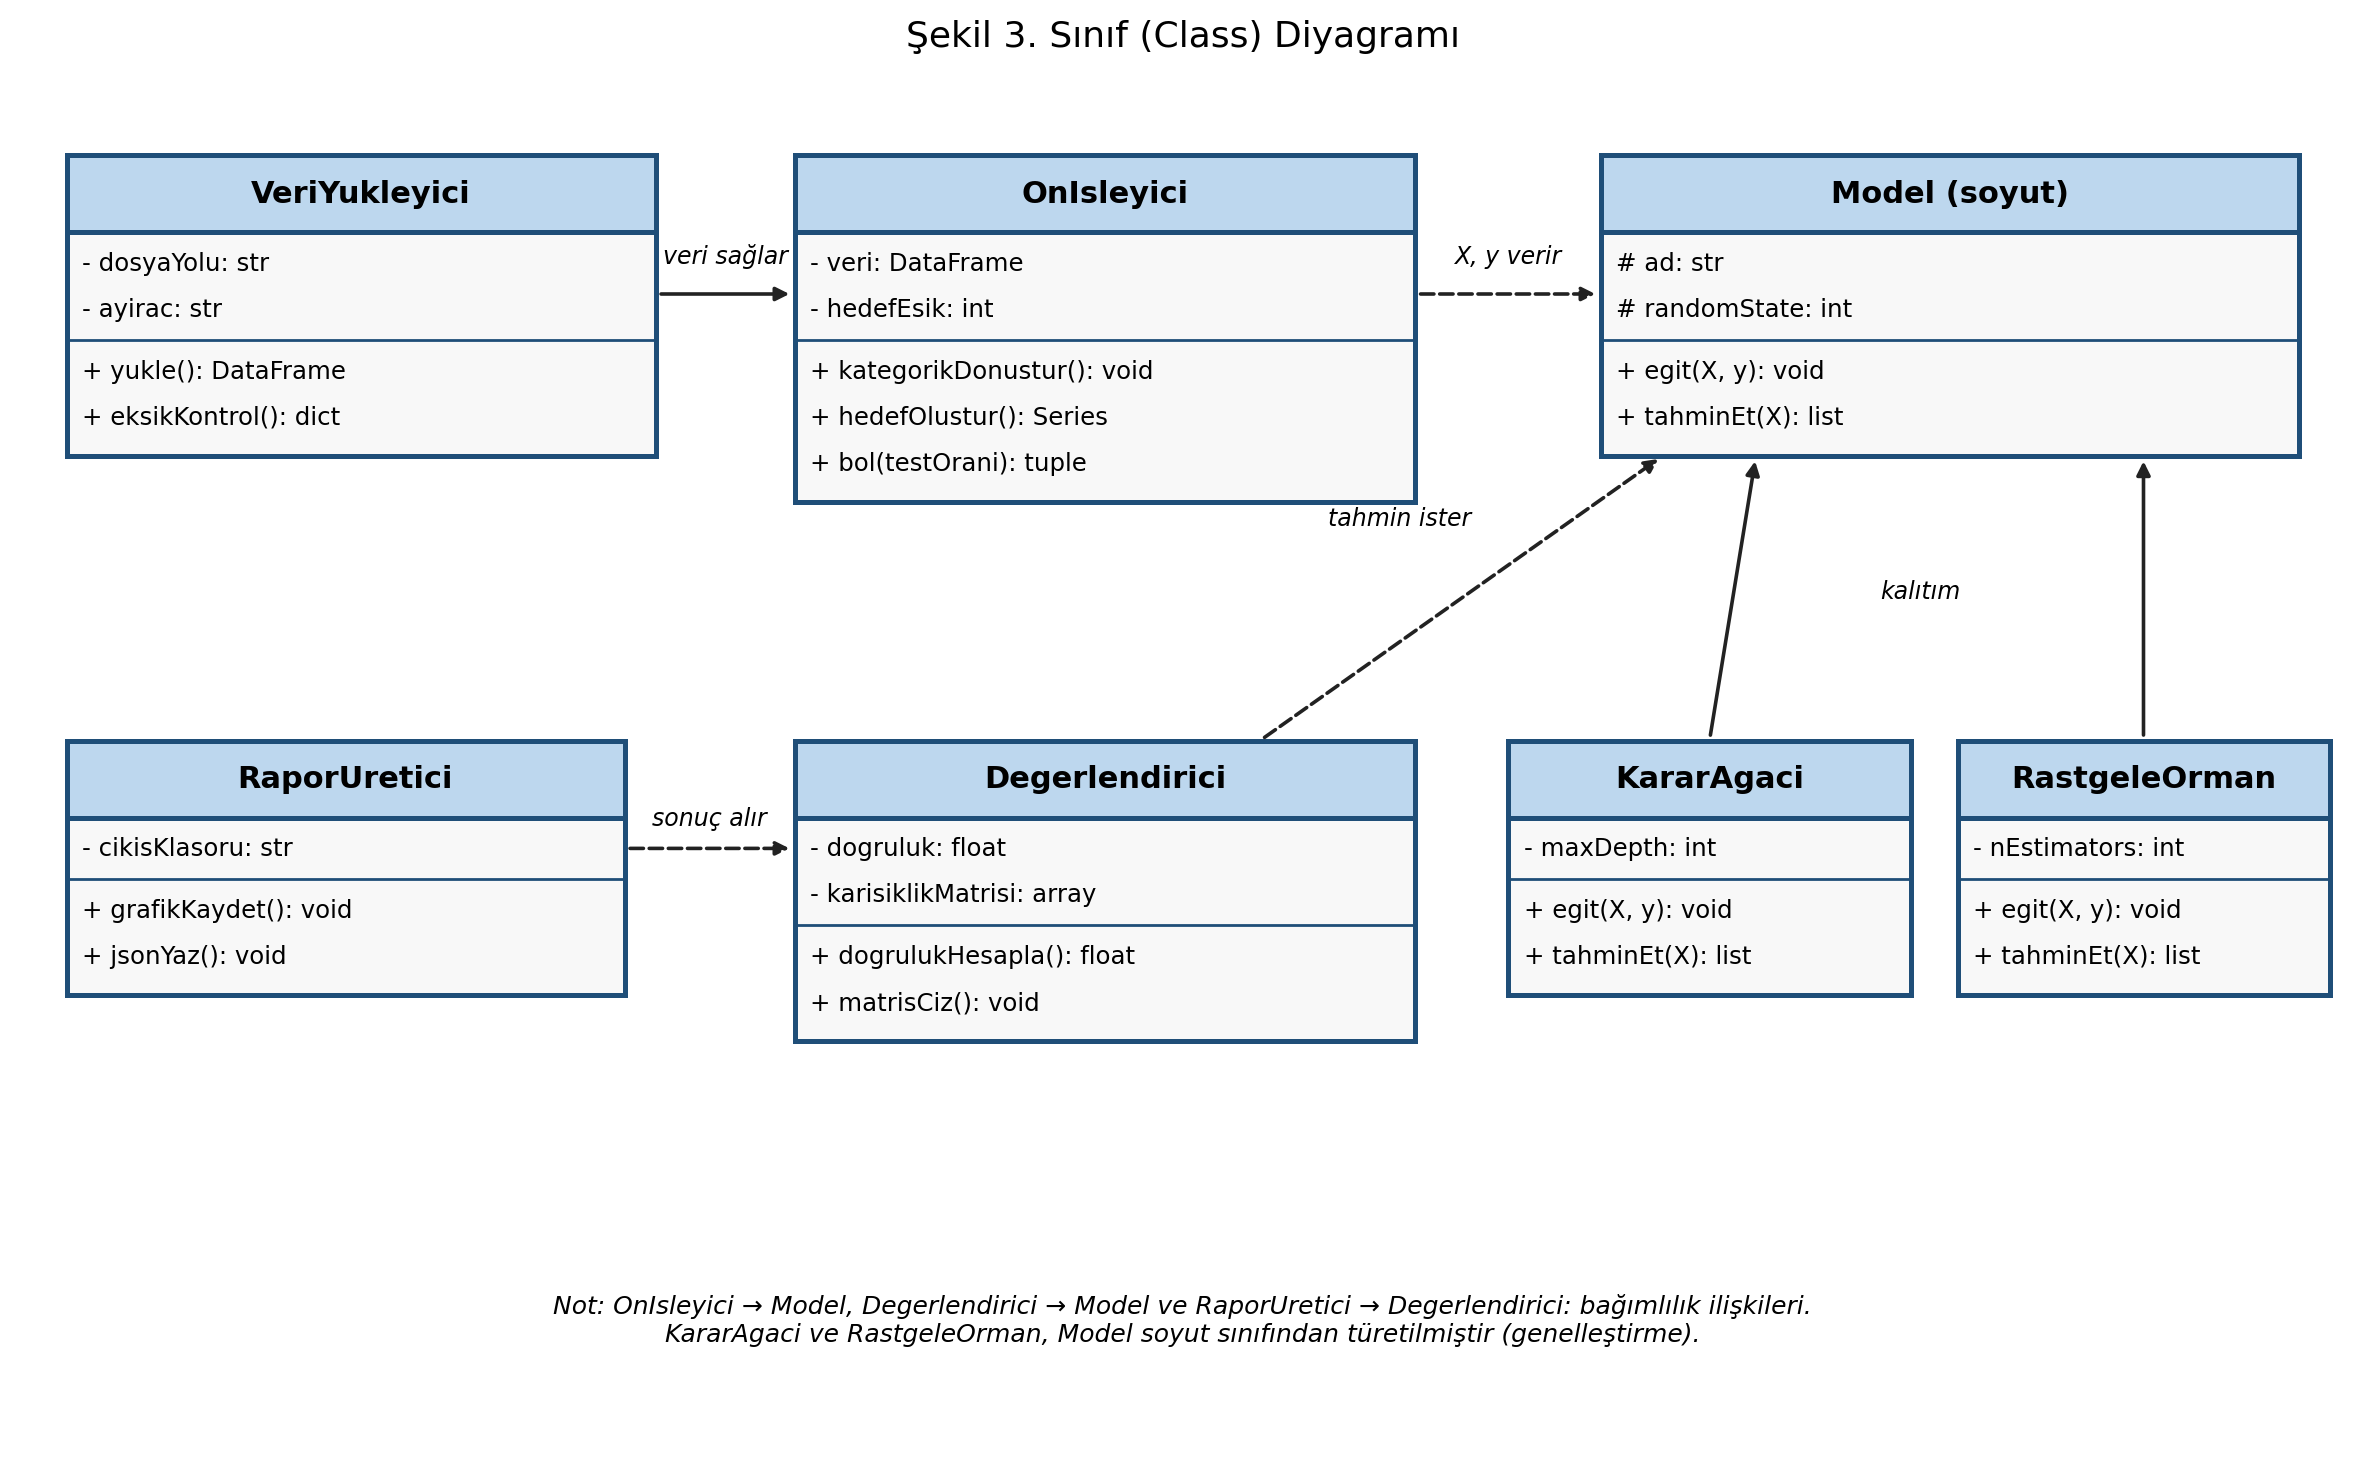 Şekil 3. Sınıf (Class) Diyagramı
VeriYukleyici
- dosyaYolu: str
- ayirac: str
+ yukle(): DataFrame
+ eksikKontrol(): dict
veri sağlar
OnIsleyici
- veri: DataFrame
- hedefEsik: int
+ kategorikDonustur(): void
+ hedefOlustur(): Series
+ bol(testOrani): tuple
X, y verir
Model (soyut)
# ad: str
# randomState: int
+ egit(X, y): void
+ tahminEt(X): list
tahmin ister
kalıtım
RaporUretici
- cikisKlasoru: str
+ grafikKaydet(): void
+ jsonYaz(): void
sonuç alır
Degerlendirici
- dogruluk: float
- karisiklikMatrisi: array
+ dogrulukHesapla(): float
+ matrisCiz(): void
KararAgaci
- maxDepth: int
+ egit(X, y): void
+ tahminEt(X): list
RastgeleOrman
- nEstimators: int
+ egit(X, y): void
+ tahminEt(X): list
Not: OnIsleyici → Model, Degerlendirici → Model ve RaporUretici → Degerlendirici: bağımlılık ilişkileri.
KararAgaci ve RastgeleOrman, Model soyut sınıfından türetilmiştir (genelleştirme).